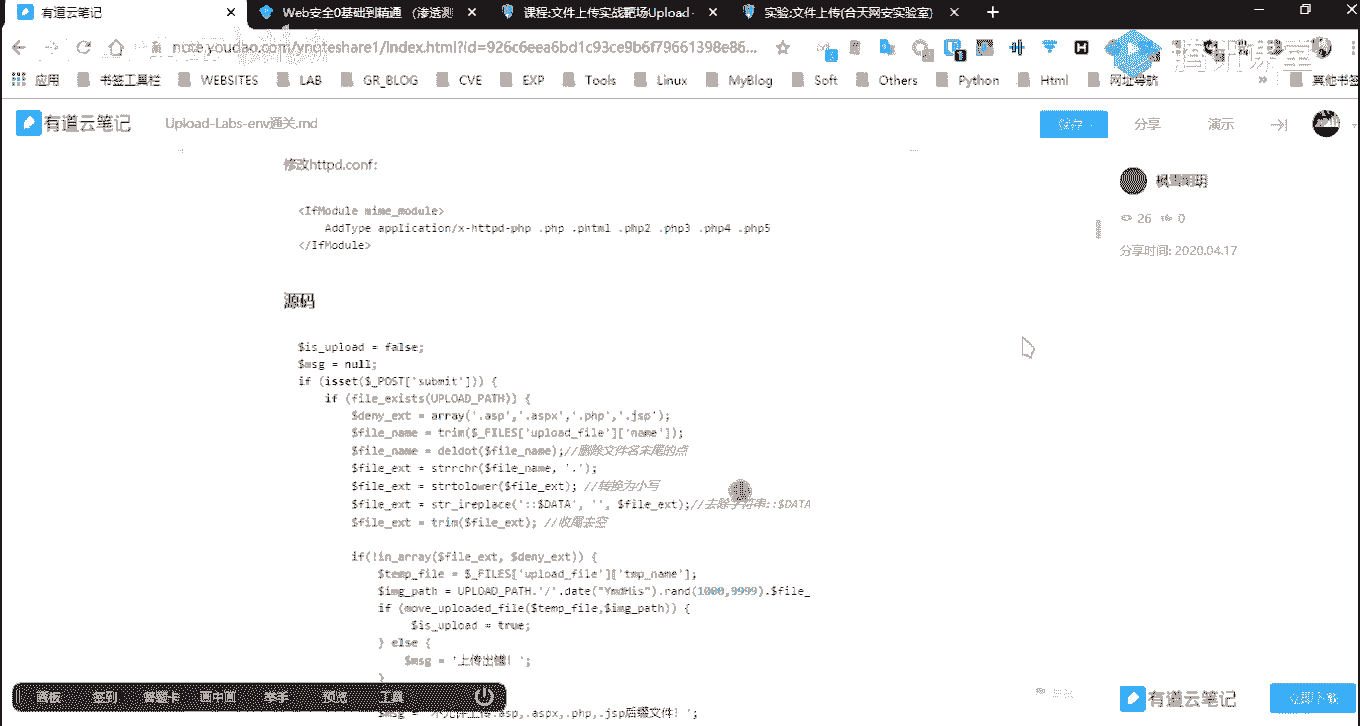 有道云笔记
Web安全0基础到精通 (渗透测
课程:文件上传实战靶场Upload-
实验:文件上传(合天网安实验室)
note.youdao.com/ynoteshare1/index.html?id=926c6eea6bd1c93ce9b6f79661398e86...
腾讯课堂
应用
书签工具栏
WEBSITES
LAB
GR_BLOG
CVE
EXP
Tools
Linux
MyBlog
Soft
Others
Python
Html
网址导航
»
其他书签
有道云笔记
Upload-Labs-env通关.md
保存
分享
演示
修改httpd.conf:
26
0
分享时间: 2020.04.17
<IfModule mime_module>
AddType application/x-httpd-php .php .phtml .php2 .php3 .php4 .php5
</IfModule>
源码
$is_upload = false;
$msg = null;
if (isset($_POST['submit'])) {
if (file_exists(UPLOAD_PATH)) {
$deny_ext = array('.asp','.aspx','.php','.jsp');
$file_name = trim($_FILES['upload_file']['name']);
$file_name = deldot($file_name);//删除文件名末尾的点
$file_ext = strrchr($file_name, '.');
$file_ext = strtolower($file_ext); //转换为小写
$file_ext = str_ireplace('::$DATA', '', $file_ext);//去除字符串::$DATA
$file_ext = trim($file_ext); //收尾去空
if(!in_array($file_ext, $deny_ext)) {
$temp_file = $_FILES['upload_file']['tmp_name'];
$img_path = UPLOAD_PATH.'/'.date("YmdHis").rand(1000,9999).$file_
if (move_uploaded_file($temp_file,$img_path)) {
$is_upload = true;
} else {
$msg = '上传出错！';
}
$msg = '不允许上传.asp,.aspx,.php,.jsp后缀文件！';
画板
签到
答题卡
画中画
举手
预览
工具
有道云笔记
立即下载